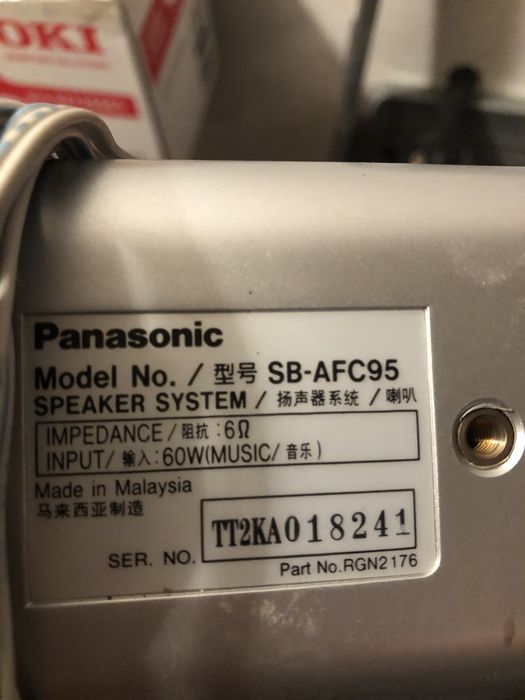 OKI
Panasonic
Model No. / 型号 SB-AFC95
SPEAKER SYSTEM / 扬声器系统 / 喇叭
IMPEDANCE/阻抗:6Ω
INPUT/输入:60W(MUSIC/音乐)
Made in Malaysia
马来西亚制造
SER. NO. TT2KA018241
Part No.RGN2176